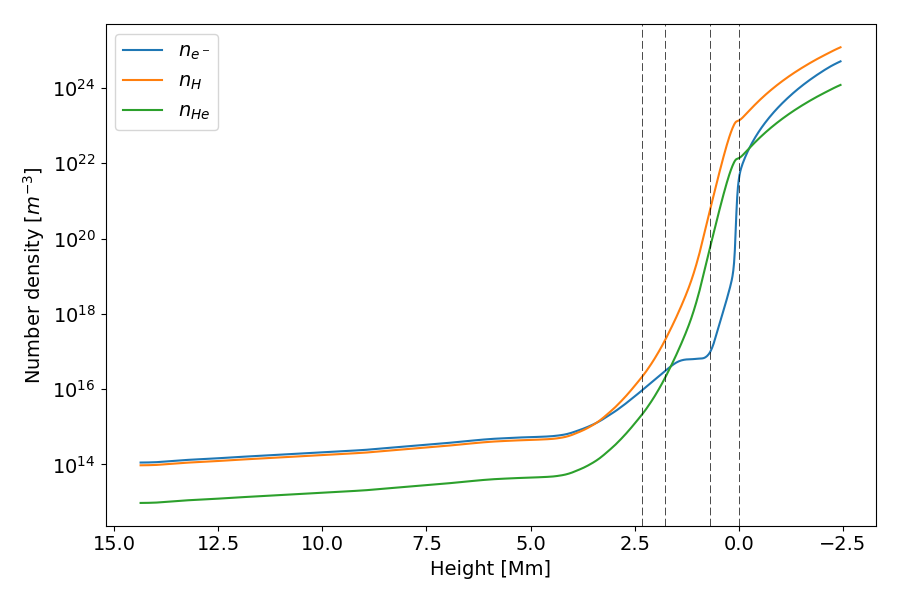 n_{e^-}
n_H
n_{He}
Number density [m^{-3}]
10^{24}
10^{22}
10^{20}
10^{18}
10^{16}
10^{14}
15.0 12.5 10.0 7.5 5.0 2.5 0.0 −2.5
Height [Mm]